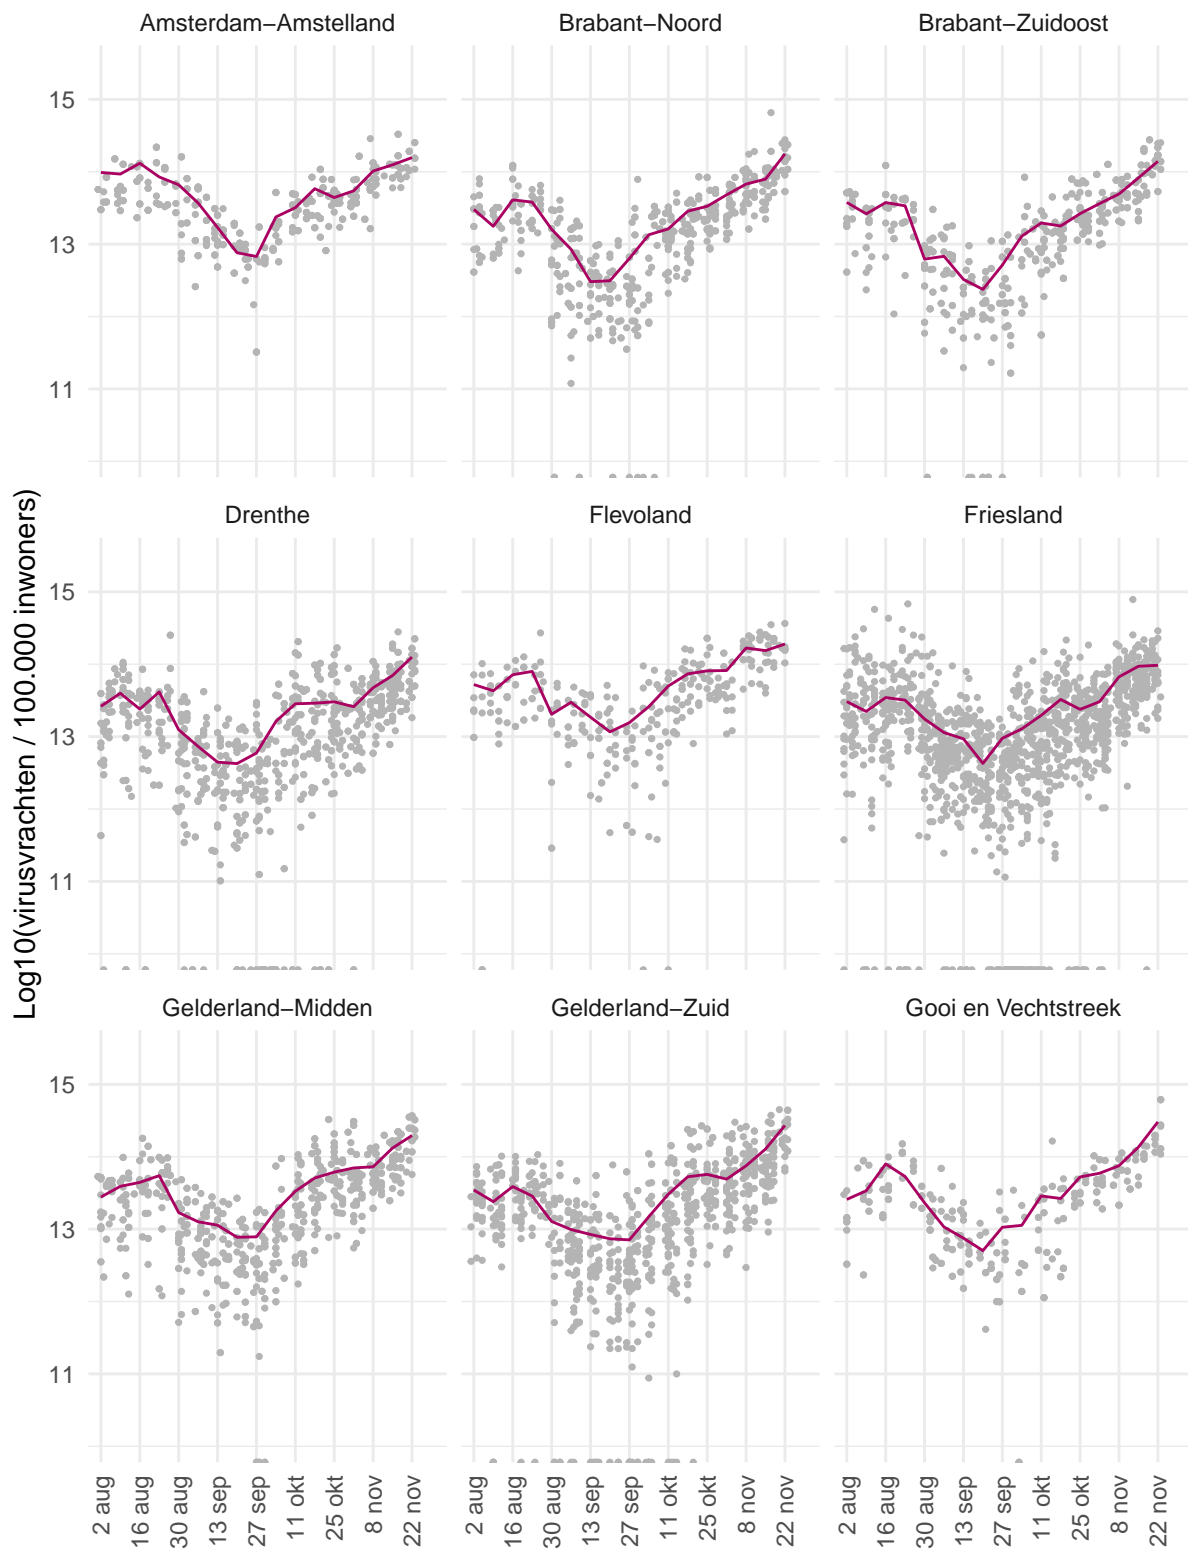 Amsterdam−Amstelland
Brabant−Noord
Brabant−Zuidoost
15
13
11
Drenthe
Flevoland
Friesland
15
13
11
Log10(virusvrachten / 100.000 inwoners)
Gelderland−Midden
Gelderland−Zuid
Gooi en Vechtstreek
15
13
11
2 aug
16 aug
30 aug
13 sep
27 sep
11 okt
25 okt
8 nov
22 nov
2 aug
16 aug
30 aug
13 sep
27 sep
11 okt
25 okt
8 nov
22 nov
2 aug
16 aug
30 aug
13 sep
27 sep
11 okt
25 okt
8 nov
22 nov